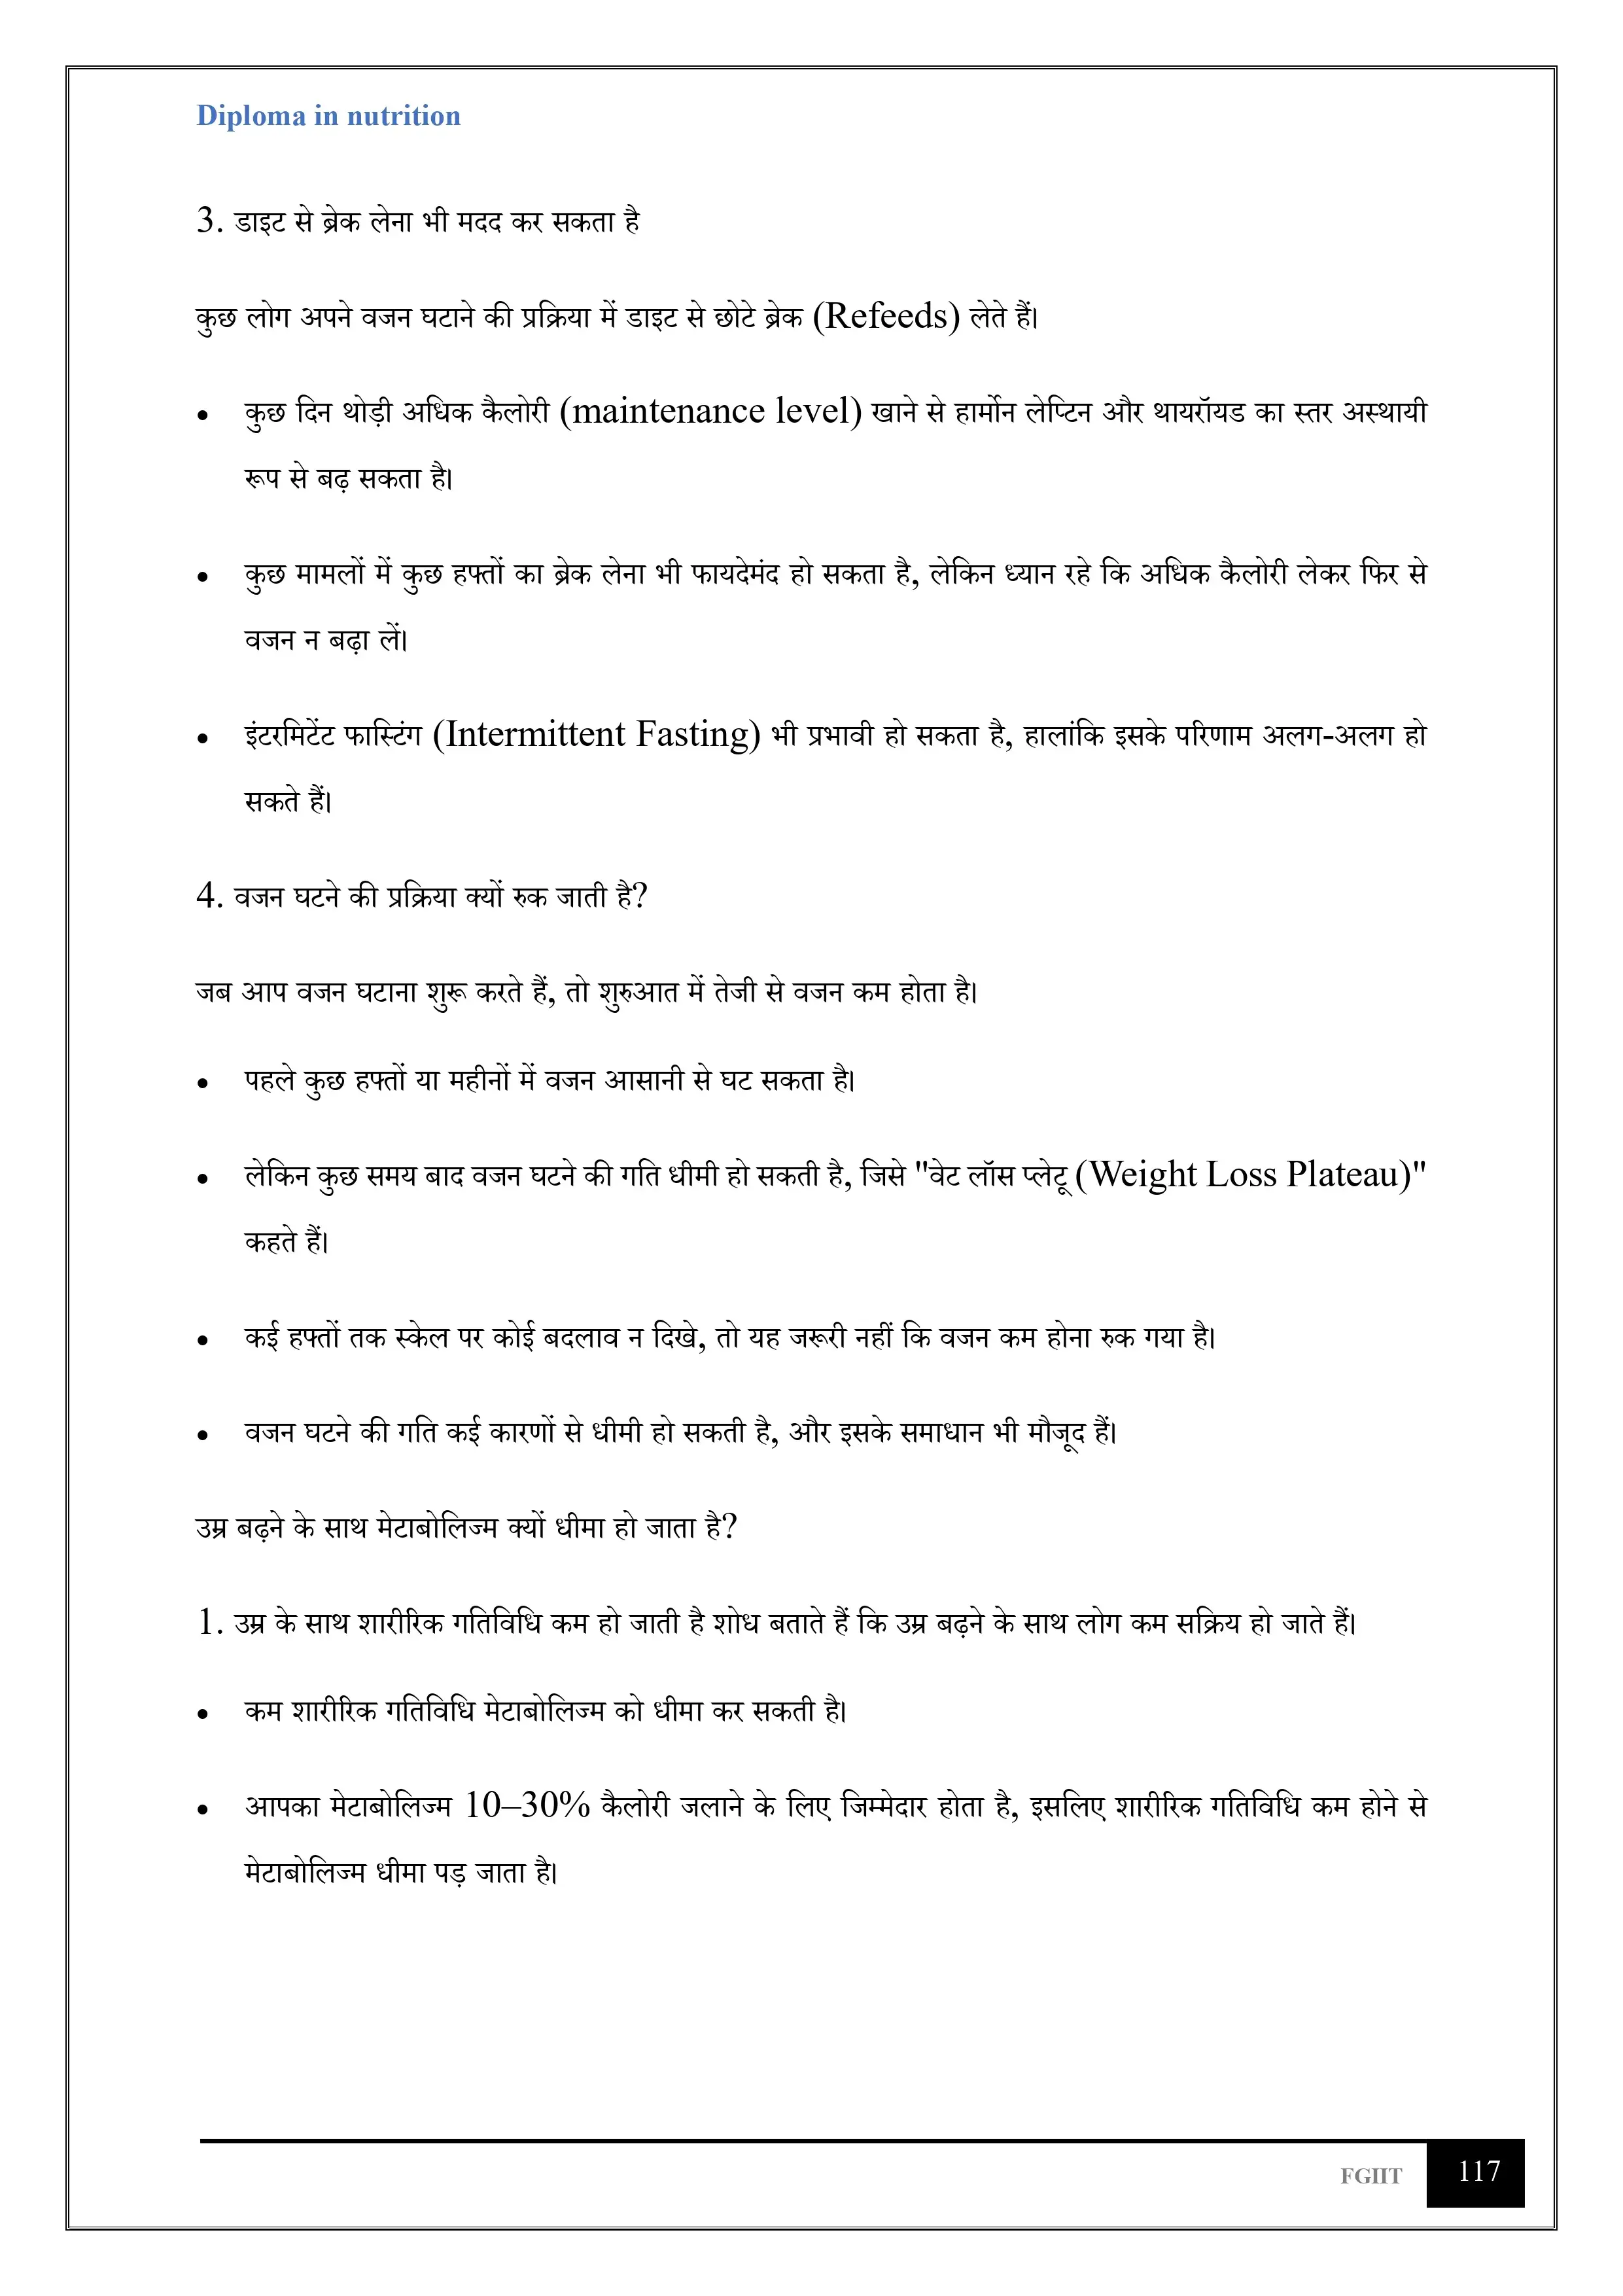 Diploma in nutrition
3. डाइट से ब्रेक लेना भी मदद कर सकता है
कुछ लोग अपने वजन घटाने की प्रक्रिया में डाइट से छोटे ब्रेक (Refeeds) लेते हैं।
• कुछ दिन थोड़ी अधिक कैलोरी (maintenance level) खाने से हार्मोन लेप्टिन और थायरॉयड का स्तर अस्थायी
रूप से बढ़ सकता है।
• कुछ मामलों में कुछ हफ्तों का ब्रेक लेना भी फायदेमंद हो सकता है, लेकिन ध्यान रहे कि अधिक कैलोरी लेकर फिर से
वजन न बढ़ा लें।
• इंटरमिटेंट फास्टिंग (Intermittent Fasting) भी प्रभावी हो सकता है, हालांकि इसके परिणाम अलग-अलग हो
सकते हैं।
4. वजन घटने की प्रक्रिया क्यों रुक जाती है?
जब आप वजन घटाना शुरू करते हैं, तो शुरुआत में तेजी से वजन कम होता है।
• पहले कुछ हफ्तों या महीनों में वजन आसानी से घट सकता है।
• लेकिन कुछ समय बाद वजन घटने की गति धीमी हो सकती है, जिसे "वेट लॉस प्लेटू (Weight Loss Plateau)"
कहते हैं।
• कई हफ्तों तक स्केल पर कोई बदलाव न दिखे, तो यह जरूरी नहीं कि वजन कम होना रुक गया है।
• वजन घटने की गति कई कारणों से धीमी हो सकती है, और इसके समाधान भी मौजूद हैं।
उम्र बढ़ने के साथ मेटाबोलिज्म क्यों धीमा हो जाता है?
1. उम्र के साथ शारीरिक गतिविधि कम हो जाती है शोध बताते हैं कि उम्र बढ़ने के साथ लोग कम सक्रिय हो जाते हैं।
• कम शारीरिक गतिविधि मेटाबोलिज्म को धीमा कर सकती है।
• आपका मेटाबोलिज्म 10–30% कैलोरी जलाने के लिए जिम्मेदार होता है, इसलिए शारीरिक गतिविधि कम होने से
मेटाबोलिज्म धीमा पड़ जाता है।
FGIIT 117